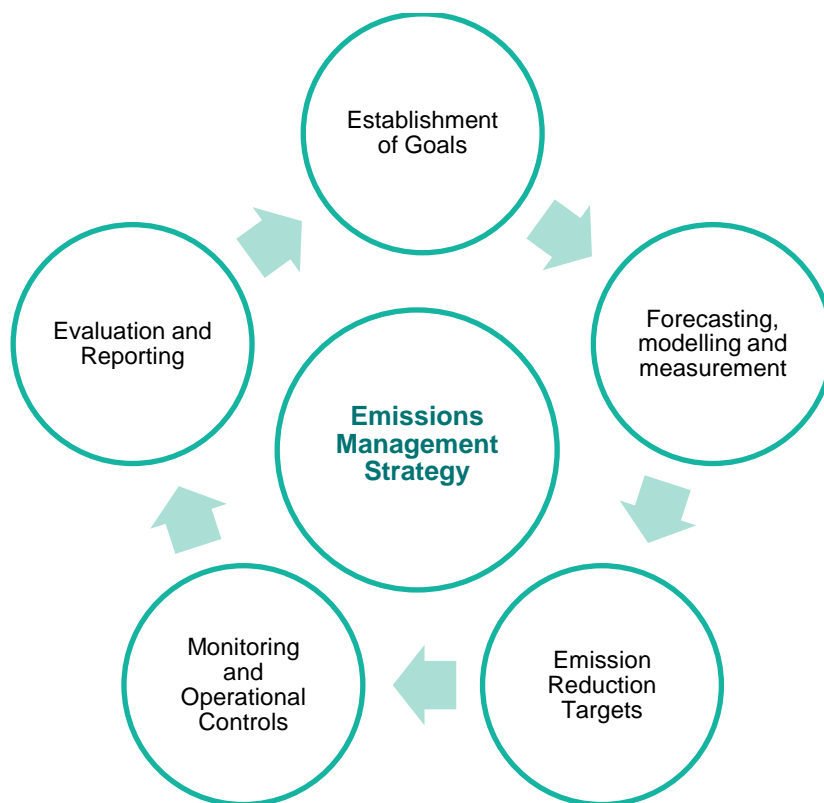 Establishment
of Goals
Forecasting,
modelling and
measurement
Emission
Reduction
Targets
Monitoring
and
Operational
Controls
Evaluation and
Reporting
Emissions
Management
Strategy